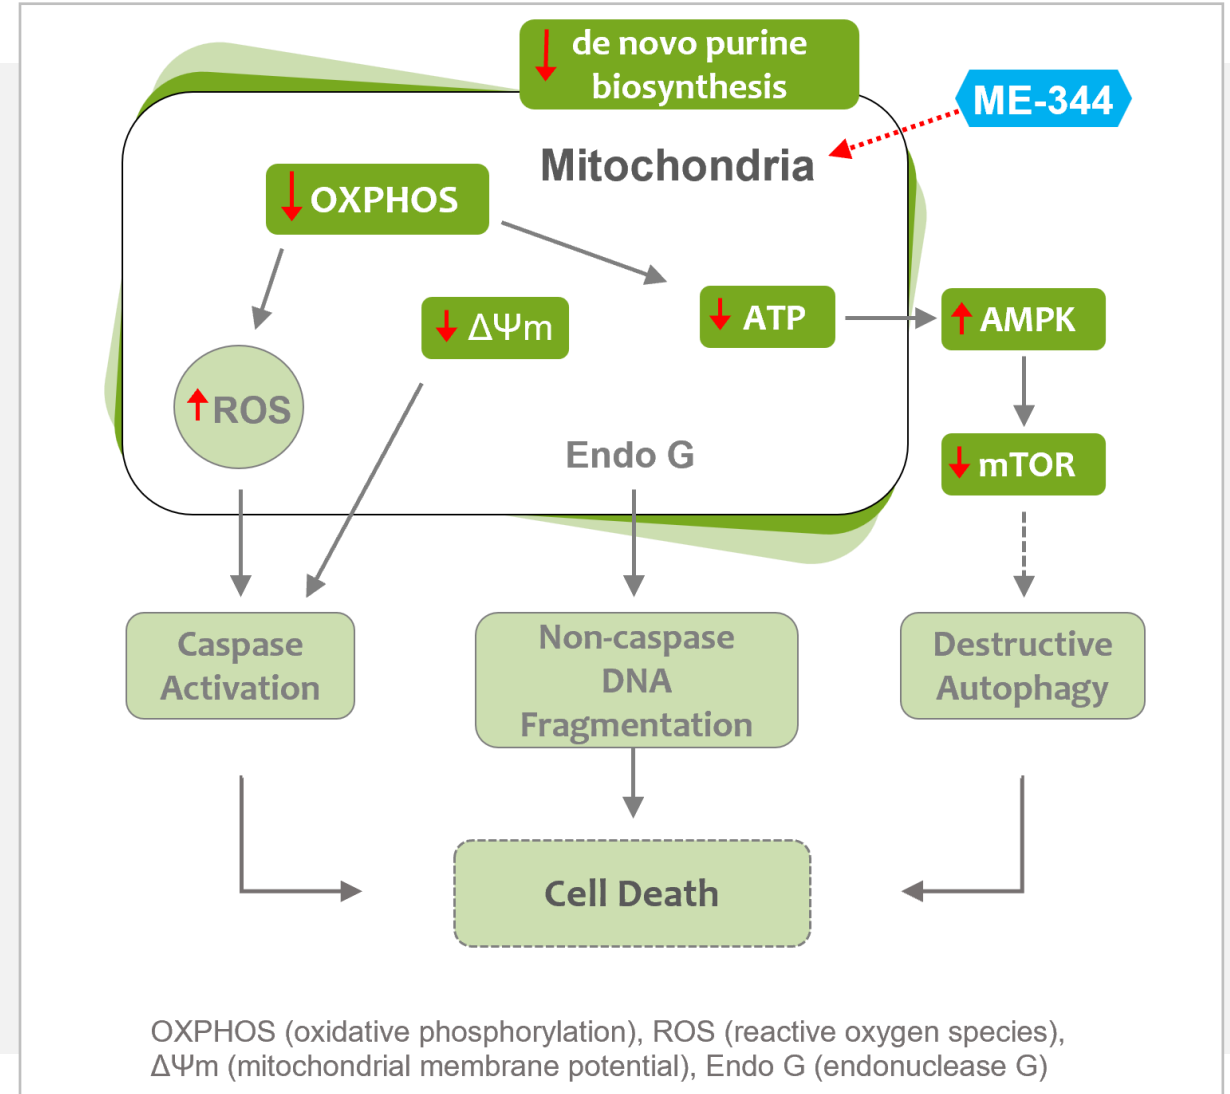 de novo purine
biosynthesis
ME-344
Mitochondria
OXPHOS
ΔΨm
ATP
AMPK
ROS
Endo G
mTOR
Caspase
Activation
Non-caspase
DNA
Fragmentation
Destructive
Autophagy
Cell Death
OXPHOS (oxidative phosphorylation), ROS (reactive oxygen species),
ΔΨm (mitochondrial membrane potential), Endo G (endonuclease G)